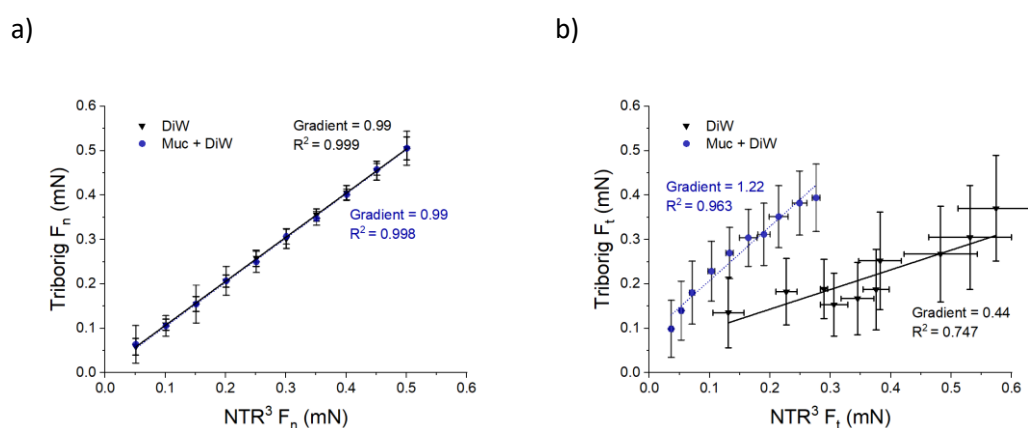 a)
b)
0.6
0.5
0.4
0.3
0.2
0.1
0.0
Triborig Fₙ (mN)
DiW
Muc + DiW
Gradient = 0.99
R² = 0.999
Gradient = 0.99
R² = 0.998
0.0 0.1 0.2 0.3 0.4 0.5 0.6
NTR³ Fₙ (mN)
0.6
0.5
0.4
0.3
0.2
0.1
0.0
Triborig Fₜ (mN)
DiW
Muc + DiW
Gradient = 1.22
R² = 0.963
Gradient = 0.44
R² = 0.747
0.0 0.1 0.2 0.3 0.4 0.5 0.6
NTR³ Fₜ (mN)